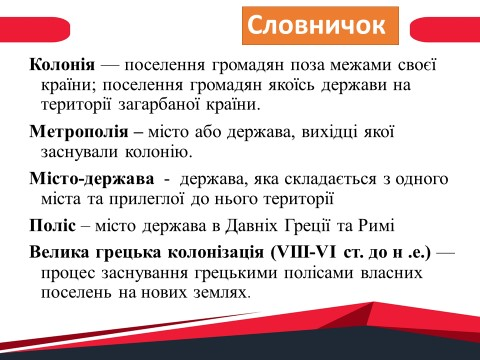 Словничок
Колонія — поселення громадян поза межами своєї
країни; поселення громадян якоїсь держави на
території загарбаної країни.
Метрополія – місто або держава, вихідці якої
заснували колонію.
Місто-держава - держава, яка складається з одного
міста та прилеглої до нього території
Поліс – місто держава в Давніх Греції та Римі
Велика грецька колонізація (VIII-VI ст. до н .е.) —
процес заснування грецькими полісами власних
поселень на нових землях.